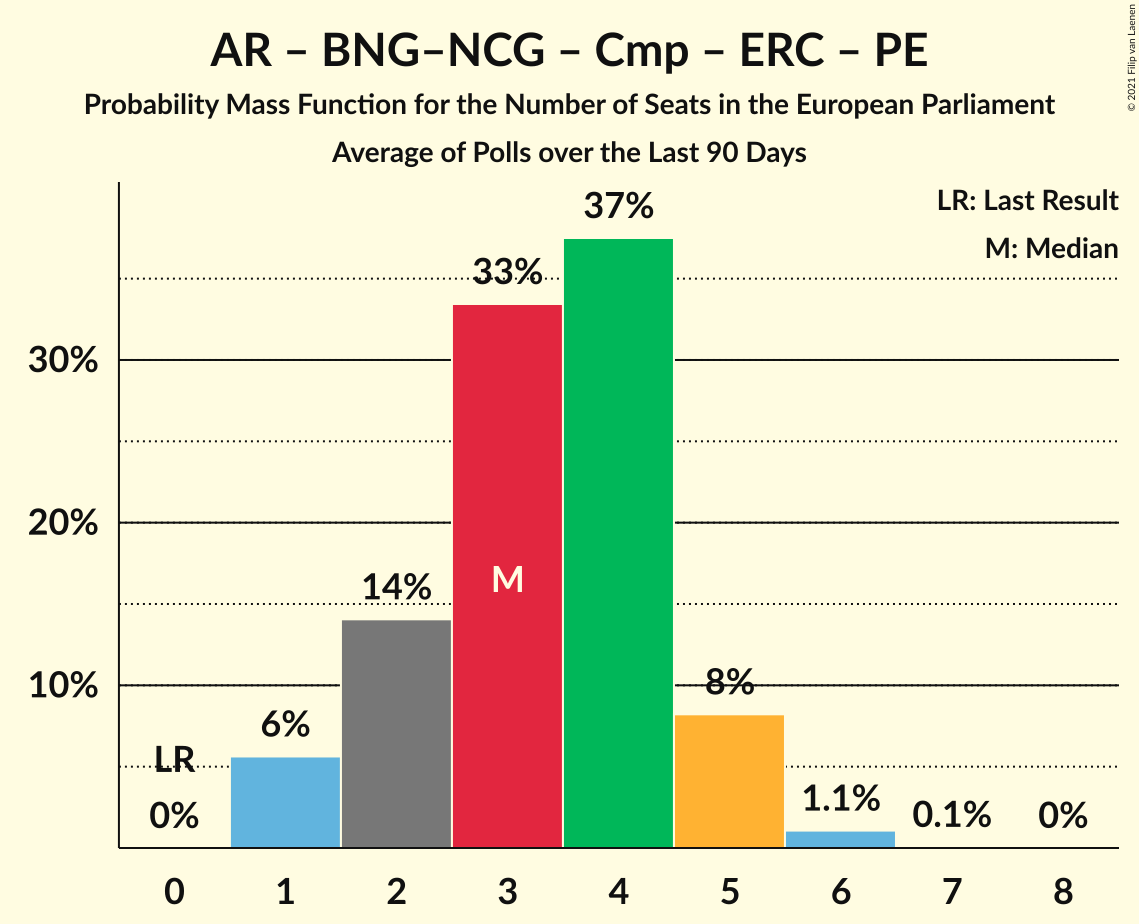 AR – BNG–NCG – Cmp – ERC – PE
Probability Mass Function for the Number of Seats in the European Parliament
Average of Polls over the Last 90 Days
© 2021 Filip van Laenen
LR: Last Result
M: Median
37%
33%
30%
20%
M
14%
10%
8%
6%
LR
1.1%
0%
0.1%
0%
0 1 2 3 4 5 6 7 8